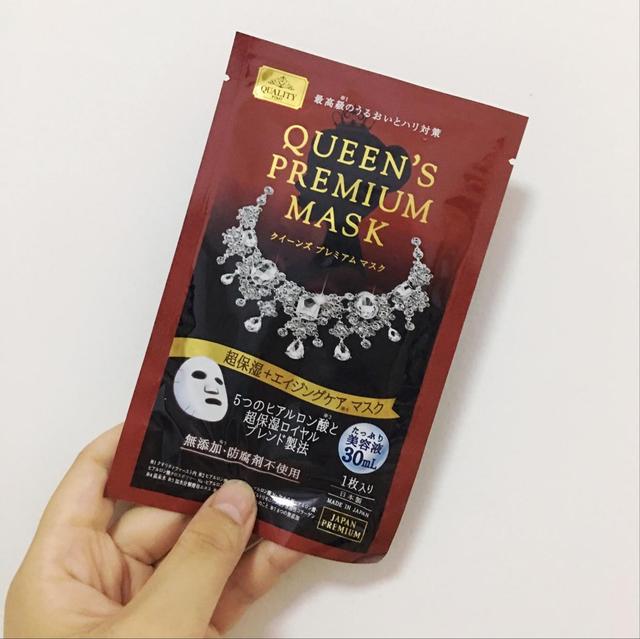 QUALITY
FIRST
※1
最高級のうるおいとハリ対策
QUEEN'S
PREMIUM
MASK
クイーンズ プレミアム マスク
超保湿+エイジングケア マスク
5つのヒアルロン酸と
超保湿ロイヤル
ブレンド製法
無添加・防腐剤不使用
たっぷり
美容液
30mL
1枚入り
日本製
MADE IN JAPAN
JAPAN
PREMIUM